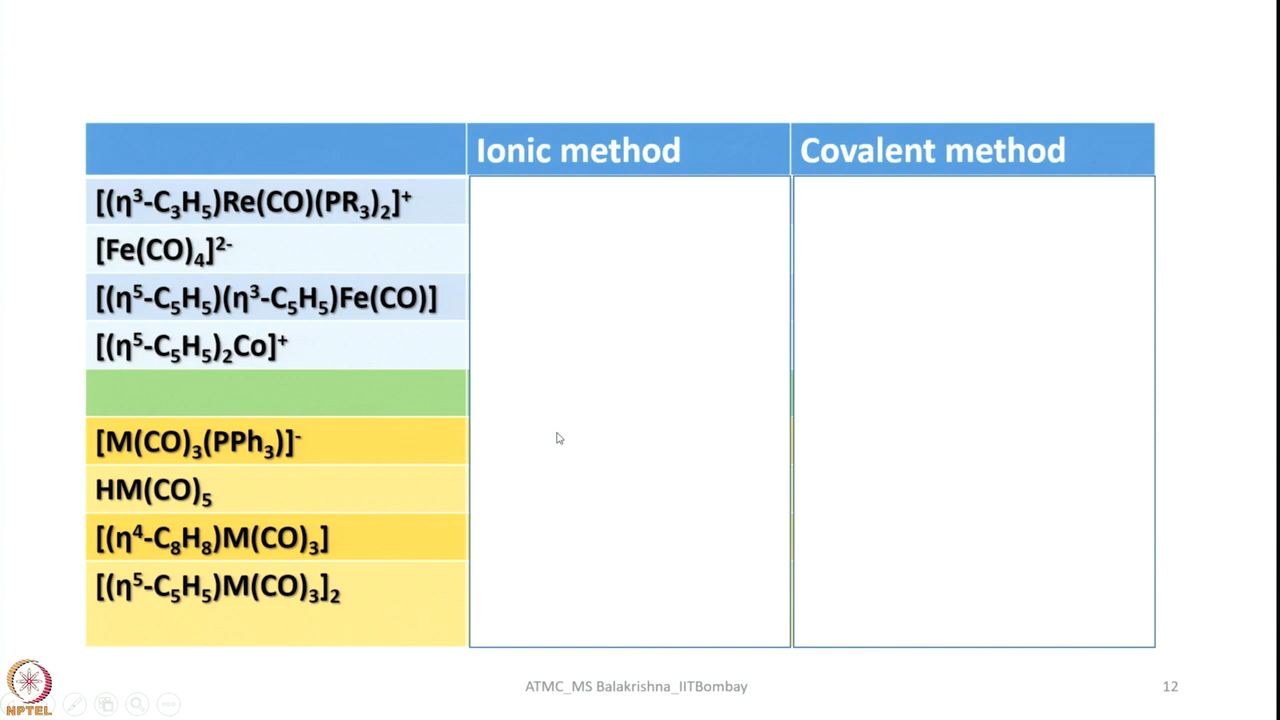 Ionic method Covalent method
[(η³-C₃H₅)Re(CO)(PR₃)₂]⁺
[Fe(CO)₄]²⁻
[(η⁵-C₅H₅)(η³-C₅H₅)Fe(CO)]
[(η⁵-C₅H₅)₂Co]⁺
[M(CO)₃(PPh₃)]⁻
HM(CO)₅
[(η⁴-C₈H₈)M(CO)₃]
[(η⁵-C₅H₅)M(CO)₃]₂
ATMC_MS Balakrishna_IITBombay 12
NPTEL